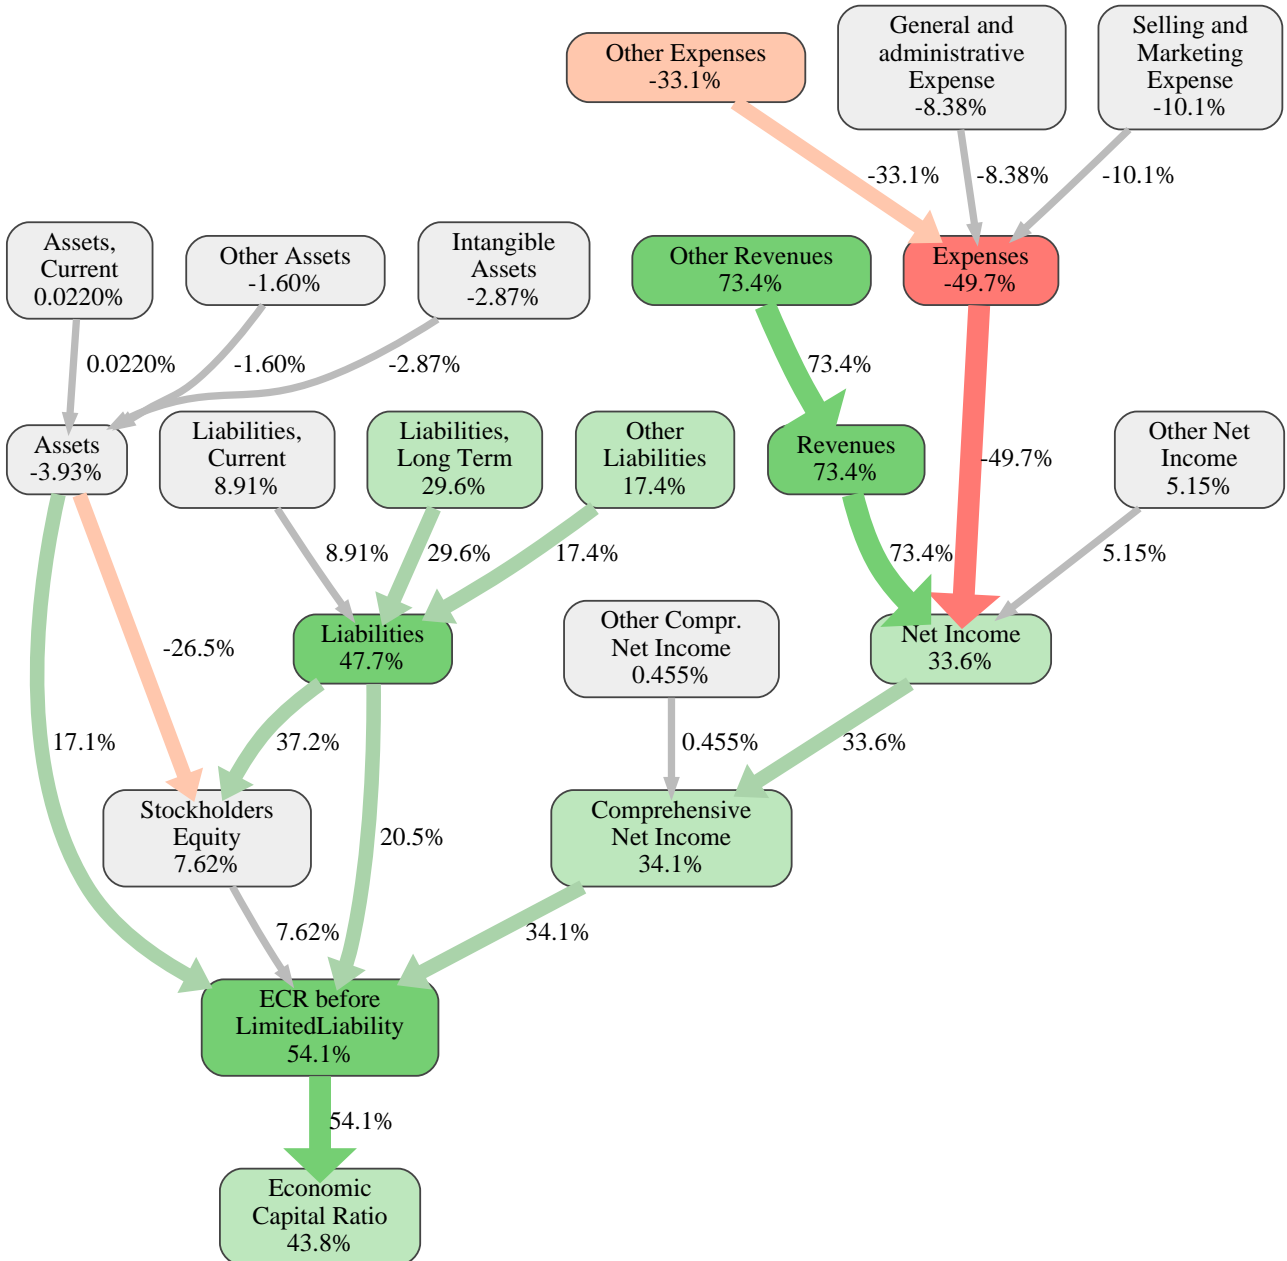 Other Expenses
-33.1%
General and
administrative
Expense
-8.38%
Selling and
Marketing
Expense
-10.1%
-33.1%
-8.38%
-10.1%
Assets,
Current
0.0220%
Other Assets
-1.60%
Intangible
Assets
-2.87%
Other Revenues
73.4%
Expenses
-49.7%
0.0220%
-1.60%
-2.87%
73.4%
Assets
-3.93%
Liabilities,
Current
8.91%
Liabilities,
Long Term
29.6%
Other
Liabilities
17.4%
Revenues
73.4%
-49.7%
Other Net
Income
5.15%
8.91%
29.6%
17.4%
73.4%
5.15%
-26.5%
Liabilities
47.7%
Other Compr.
Net Income
0.455%
Net Income
33.6%
17.1%
37.2%
0.455%
33.6%
Stockholders
Equity
7.62%
20.5%
Comprehensive
Net Income
34.1%
7.62%
34.1%
ECR before
LimitedLiability
54.1%
54.1%
Economic
Capital Ratio
43.8%